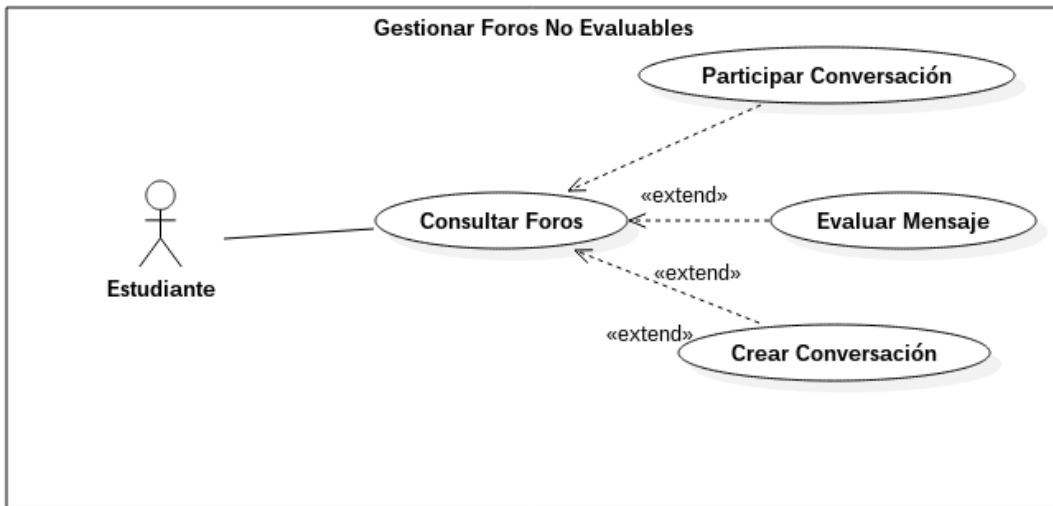 Gestionar Foros No Evaluables
Participar Conversación
«extend»
Consultar Foros
Evaluar Mensaje
«extend»
Estudiante
«extend»
Crear Conversación